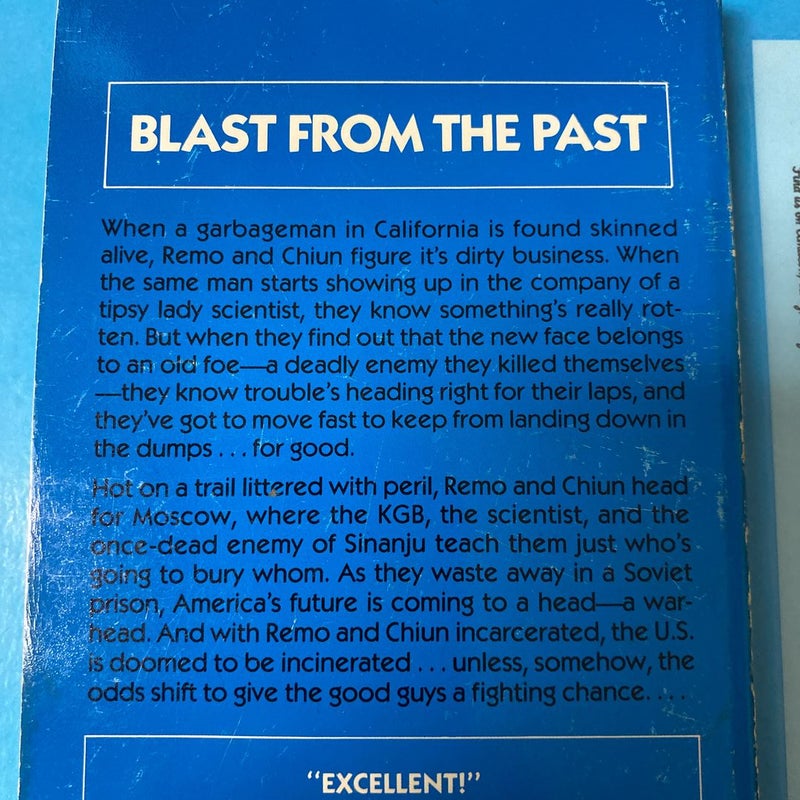 BLAST FROM THE PAST
When a garbageman in California is found skinned
alive, Remo and Chiun figure it's dirty business. When
the same man starts showing up in the company of a
tipsy lady scientist, they know something's really rot-
ten. But when they find out that the new face belongs
to an old foe—a deadly enemy they killed themselves
—they know trouble's heading right for their laps, and
they've got to move fast to keep from landing down in
the dumps . . . for good.
Hot on a trail littered with peril, Remo and Chiun head
for Moscow, where the KGB, the scientist, and the
once-dead enemy of Sinanju teach them just who's
going to bury whom. As they waste away in a Soviet
prison, America's future is coming to a head—a war-
head. And with Remo and Chiun incarcerated, the U.S.
is doomed to be incinerated . . . unless, somehow, the
odds shift to give the good guys a fighting chance. . . .
"EXCELLENT!"